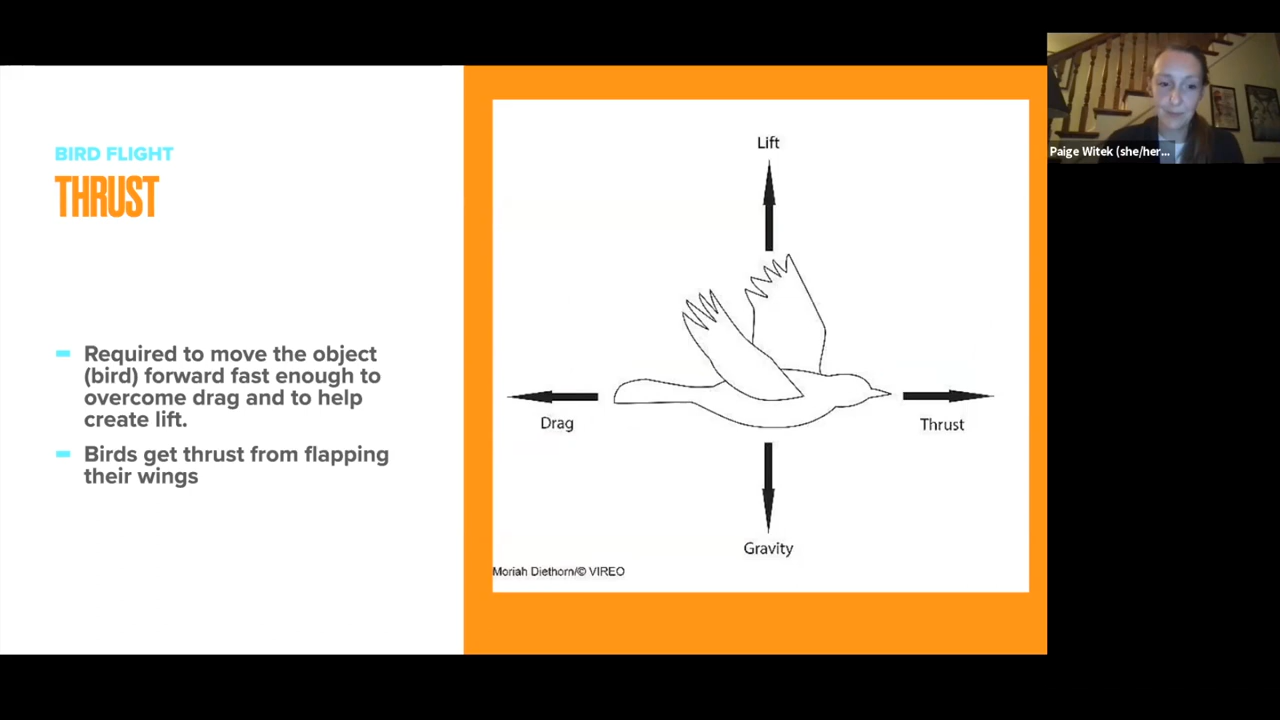 BIRD FLIGHT
THRUST
Required to move the object
(bird) forward fast enough to
overcome drag and to help
create lift.
Birds get thrust from flapping
their wings
Lift
Drag
Thrust
Gravity
Moriah Diethorn/© VIREO
Paige Witek (she/her...